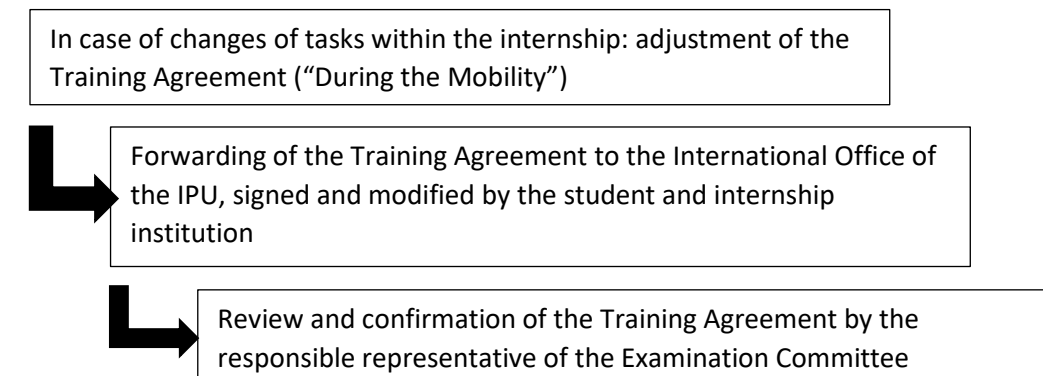 In case of changes of tasks within the internship: adjustment of the
Training Agreement (“During the Mobility”)
Forwarding of the Training Agreement to the International Office of
the IPU, signed and modified by the student and internship
institution
Review and confirmation of the Training Agreement by the
responsible representative of the Examination Committee